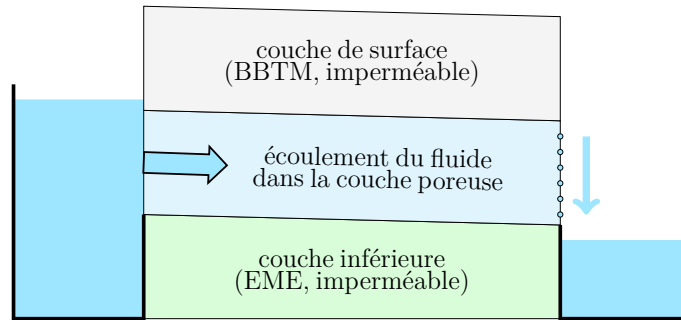 couche de surface
(BBTM, imperméable)
écoulement du fluide
dans la couche poreuse
couche inférieure
(EME, imperméable)